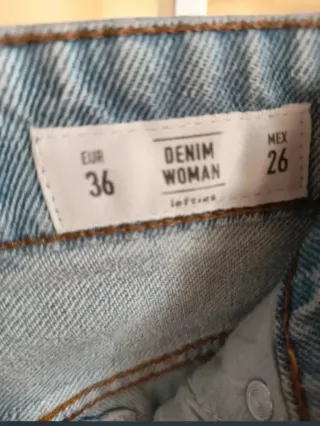 EUR
36
DENIM
WOMAN
lefties
MEX
26